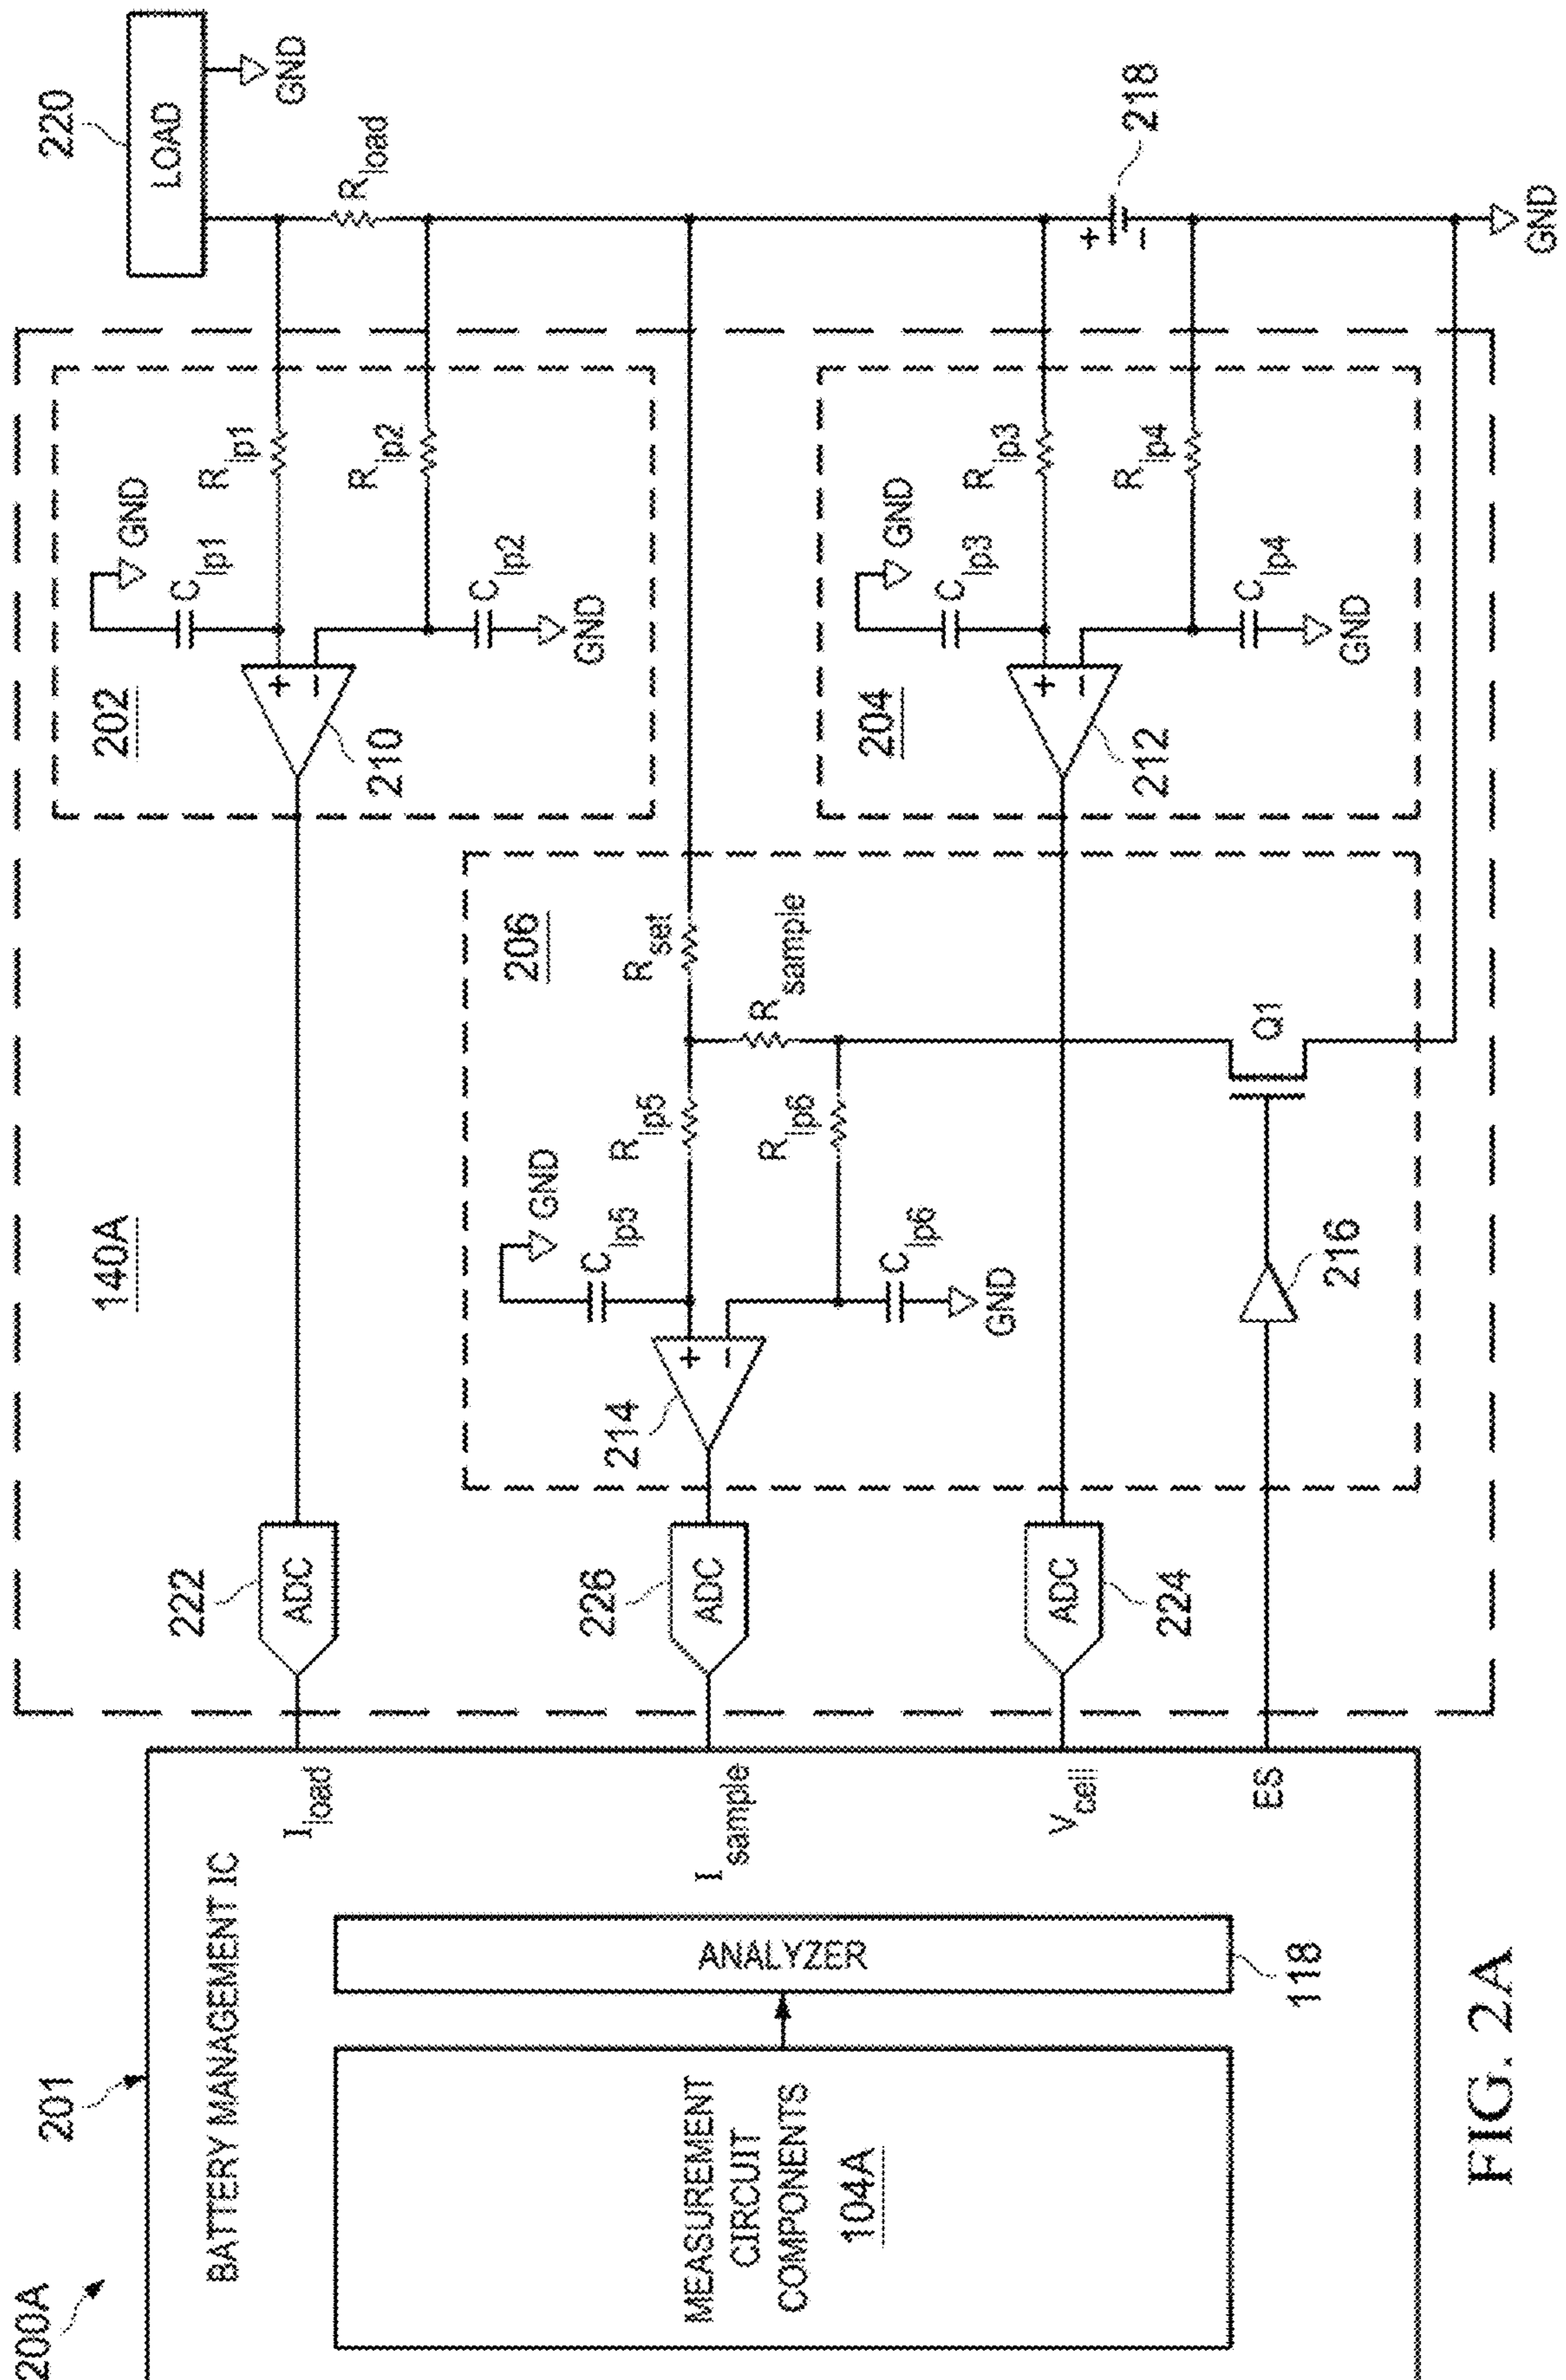 200A
201
BATTERY MANAGEMENT IC
MEASUREMENT
CIRCUIT
COMPONENTS
104A
ANALYZER
118
Iload
Isample
Vcell
ES
140A
222
ADC
226
ADC
224
ADC
202
210
+
−
Clp1
GND
Rlp1
Rlp2
Clp2
GND
206
214
+
−
Clp5
GND
Rlp5
Rlp6
Clp6
GND
Rset
Rsample
Q1
216
204
212
+
−
Clp3
GND
Rlp3
Rlp4
Clp4
GND
220
LOAD
GND
Rload
+
−
218
GND
FIG. 2A